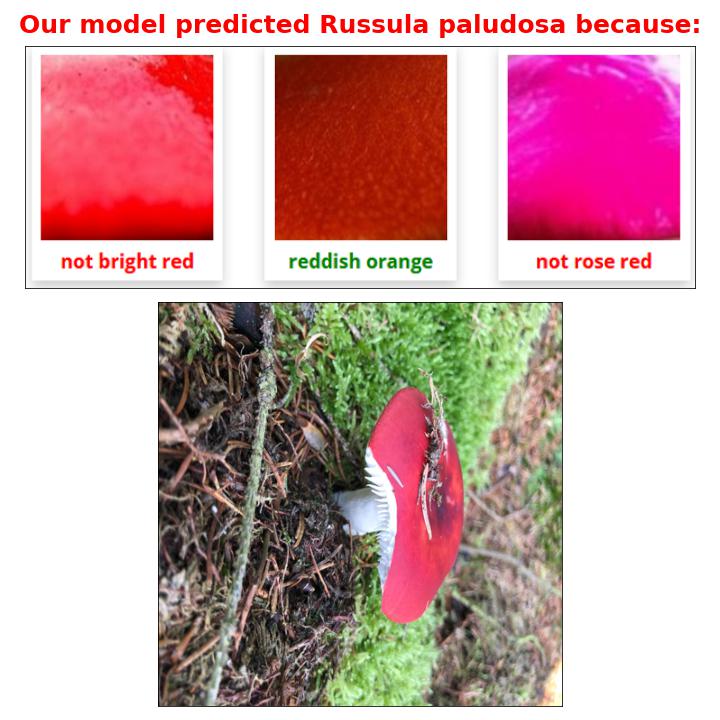 Our model predicted Russula paludosa because:
not bright red
reddish orange
not rose red